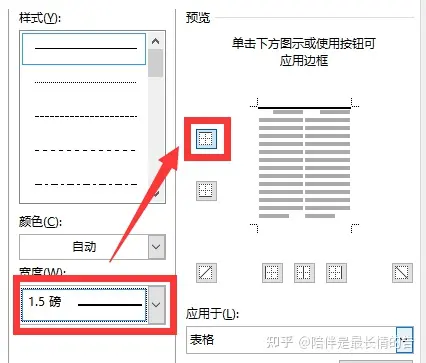 样式(Y):
预览
单击下方图示或使用按钮可
应用边框
颜色(C):
自动
宽度(W):
1.5 磅
应用于(L):
表格
知乎 @陪伴是最长情的告